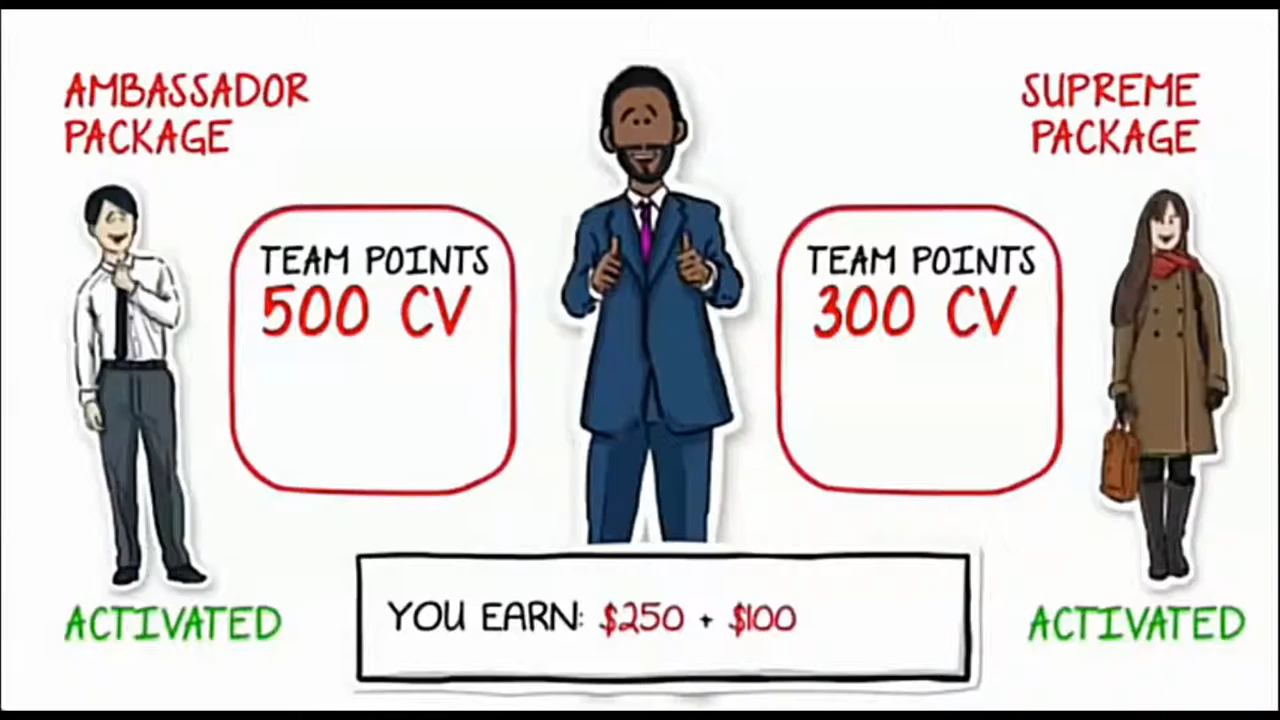 AMBASSADOR
PACKAGE
SUPREME
PACKAGE
TEAM POINTS
500 CV
TEAM POINTS
300 CV
ACTIVATED
YOU EARN: $250 + $100
ACTIVATED